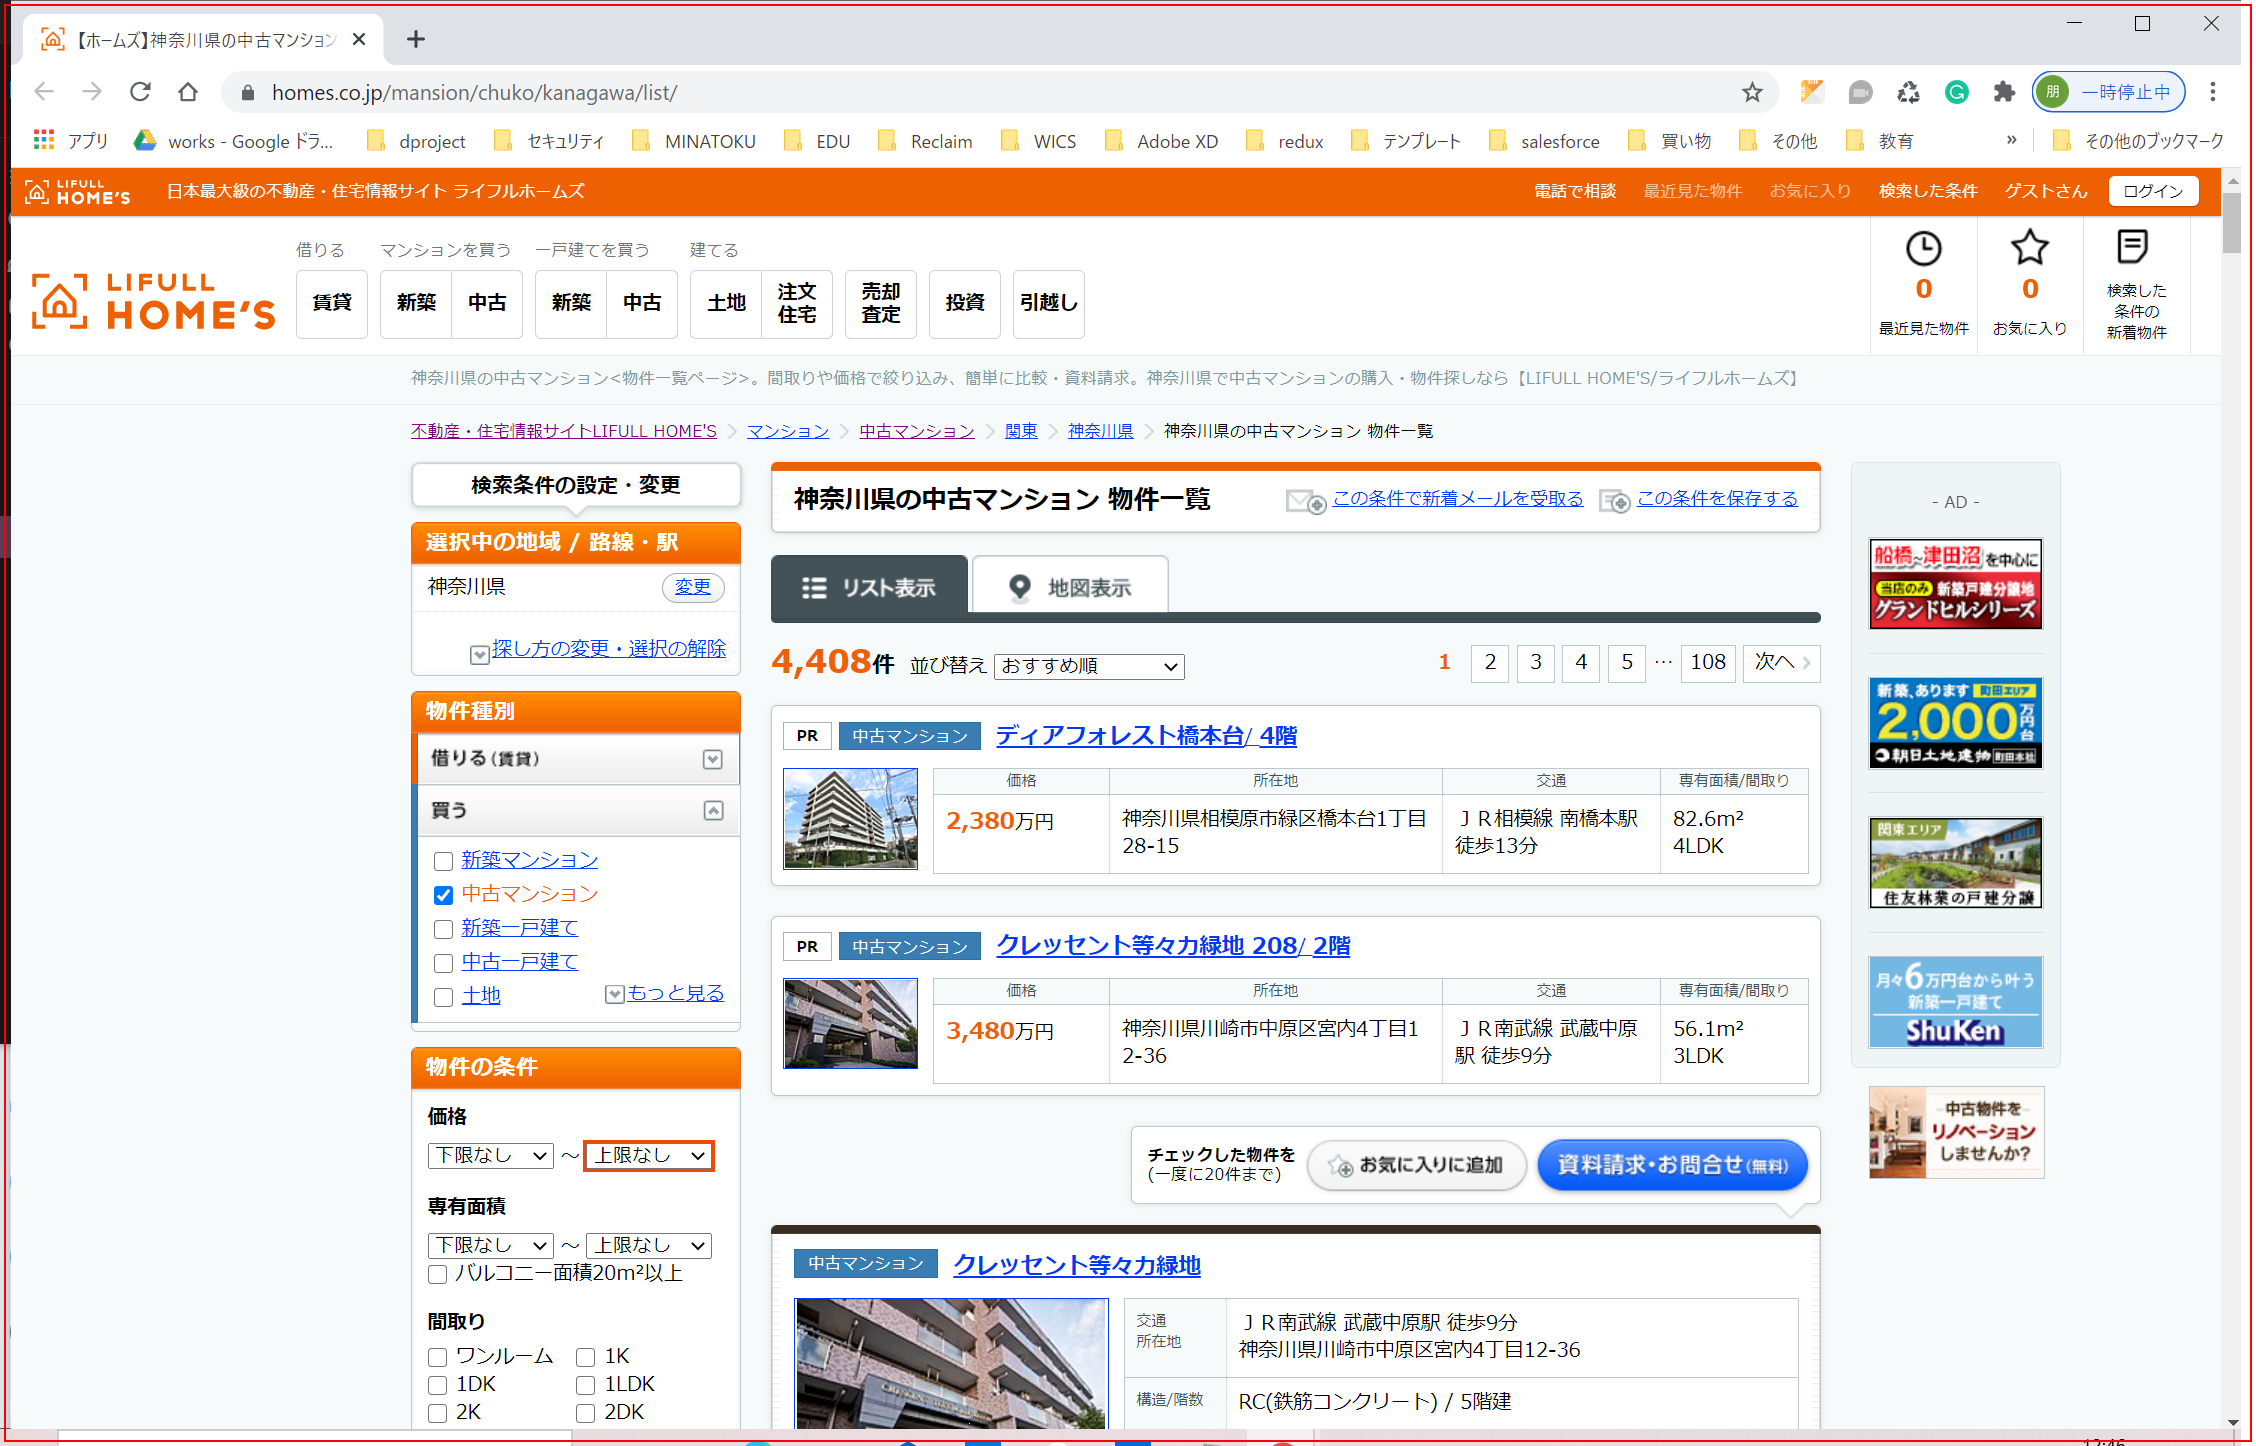 【ホームズ】神奈川県の中古マンション
homes.co.jp/mansion/chuko/kanagawa/list/
朋 一時停止中
アプリ works - Google ドラ... dproject セキュリティ MINATOKU EDU Reclaim WICS Adobe XD redux テンプレート salesforce 買い物 その他 教育 » その他のブックマーク
LIFULL HOME'S 日本最大級の不動産・住宅情報サイト ライフルホームズ 電話で相談 最近見た物件 お気に入り 検索した条件 ゲストさん ログイン
借りる マンションを買う 一戸建てを買う 建てる
LIFULL HOME'S
賃貸 新築 中古 新築 中古 土地 注文住宅 売却査定 投資 引越し
0 最近見た物件
0 お気に入り
検索した
条件の
新着物件
神奈川県の中古マンション<物件一覧ページ>。間取りや価格で絞り込み、簡単に比較・資料請求。神奈川県で中古マンションの購入・物件探しなら【LIFULL HOME'S/ライフルホームズ】
不動産・住宅情報サイトLIFULL HOME'S マンション 中古マンション 関東 神奈川県 神奈川県の中古マンション 物件一覧
検索条件の設定・変更
選択中の地域 / 路線・駅
神奈川県 変更
探し方の変更・選択の解除
物件種別
借りる(賃貸)
買う
新築マンション
中古マンション
新築一戸建て
中古一戸建て
土地 もっと見る
物件の条件
価格
下限なし ～ 上限なし
専有面積
下限なし ～ 上限なし
バルコニー面積20m²以上
間取り
ワンルーム 1K
1DK 1LDK
2K 2DK
神奈川県の中古マンション 物件一覧 この条件で新着メールを受取る この条件を保存する
リスト表示 地図表示
4,408件 並び替え おすすめ順 1 2 3 4 5 … 108 次へ
PR 中古マンション ディアフォレスト橋本台/ 4階
価格 所在地 交通 専有面積/間取り
2,380万円 神奈川県相模原市緑区橋本台1丁目28-15 ＪＲ相模線 南橋本駅 徒歩13分 82.6m² 4LDK
PR 中古マンション クレッセント等々力緑地 208/ 2階
価格 所在地 交通 専有面積/間取り
3,480万円 神奈川県川崎市中原区宮内4丁目12-36 ＪＲ南武線 武蔵中原駅 徒歩9分 56.1m² 3LDK
チェックした物件を
(一度に20件まで)
お気に入りに追加 資料請求・お問合せ(無料)
中古マンション クレッセント等々力緑地
交通 ＪＲ南武線 武蔵中原駅 徒歩9分
所在地 神奈川県川崎市中原区宮内4丁目12-36
構造/階数 RC(鉄筋コンクリート) / 5階建
- AD -
船橋～津田沼を中心に
当店のみ 新築戸建分譲地
グランドヒルシリーズ
新築、あります 町田エリア
2,000万円台
朝日土地建物 町田本社
関東エリア
住友林業の戸建分譲
月々6万円台から叶う
新築一戸建て
ShuKen
中古物件を
リノベーション
しませんか?